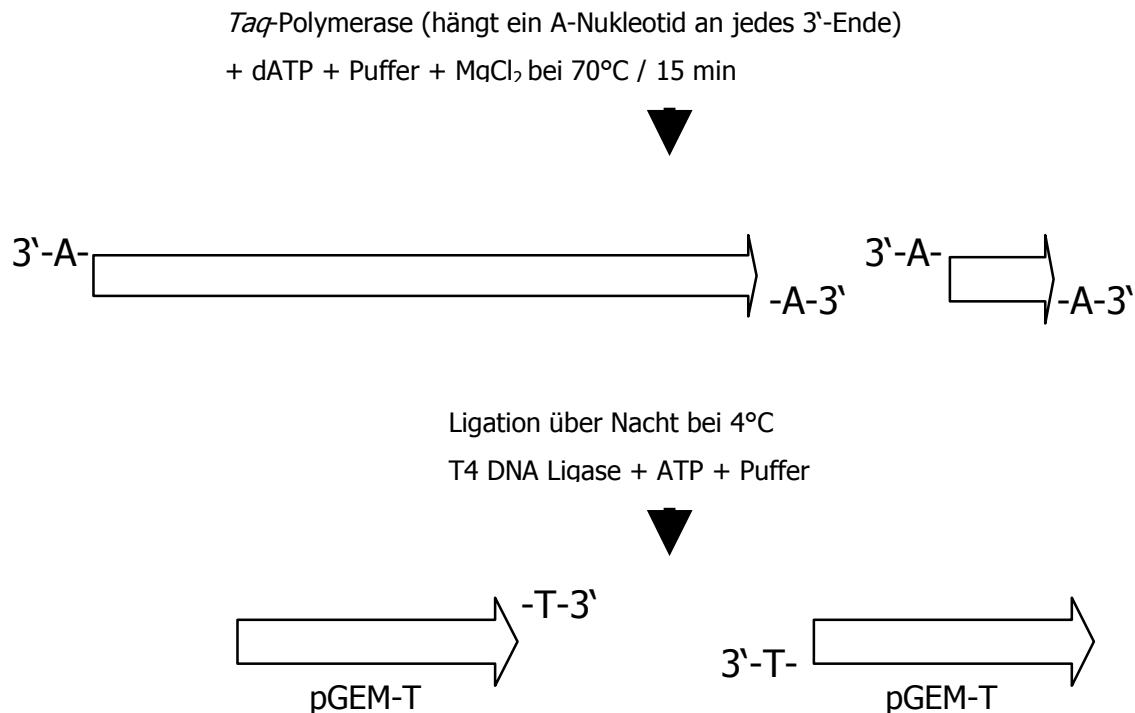 Taq-Polymerase (hängt ein A-Nukleotid an jedes 3‘-Ende)
+ dATP + Puffer + MgCl₂ bei 70°C / 15 min
3‘-A-
-A-3‘
3‘-A-
-A-3‘
Ligation über Nacht bei 4°C
T4 DNA Ligase + ATP + Puffer
-T-3‘
3‘-T-
pGEM-T
pGEM-T